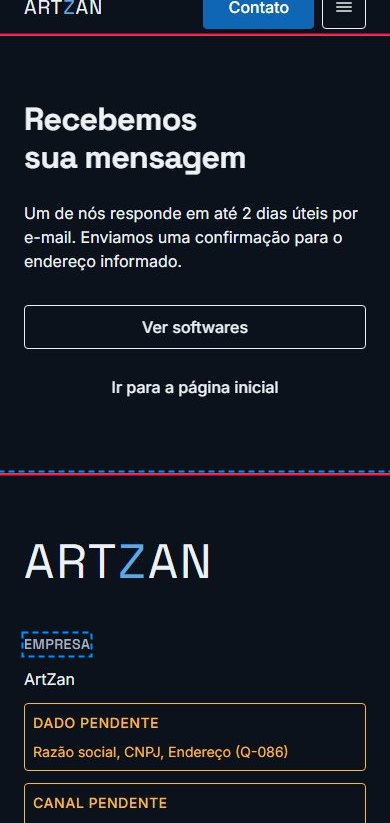 ARTZAN
Contato
Recebemos
sua mensagem
Um de nós responde em até 2 dias úteis por
e-mail. Enviamos uma confirmação para o
endereço informado.
Ver softwares
Ir para a página inicial
ARTZAN
EMPRESA
ArtZan
DADO PENDENTE
Razão social, CNPJ, Endereço (Q-086)
CANAL PENDENTE